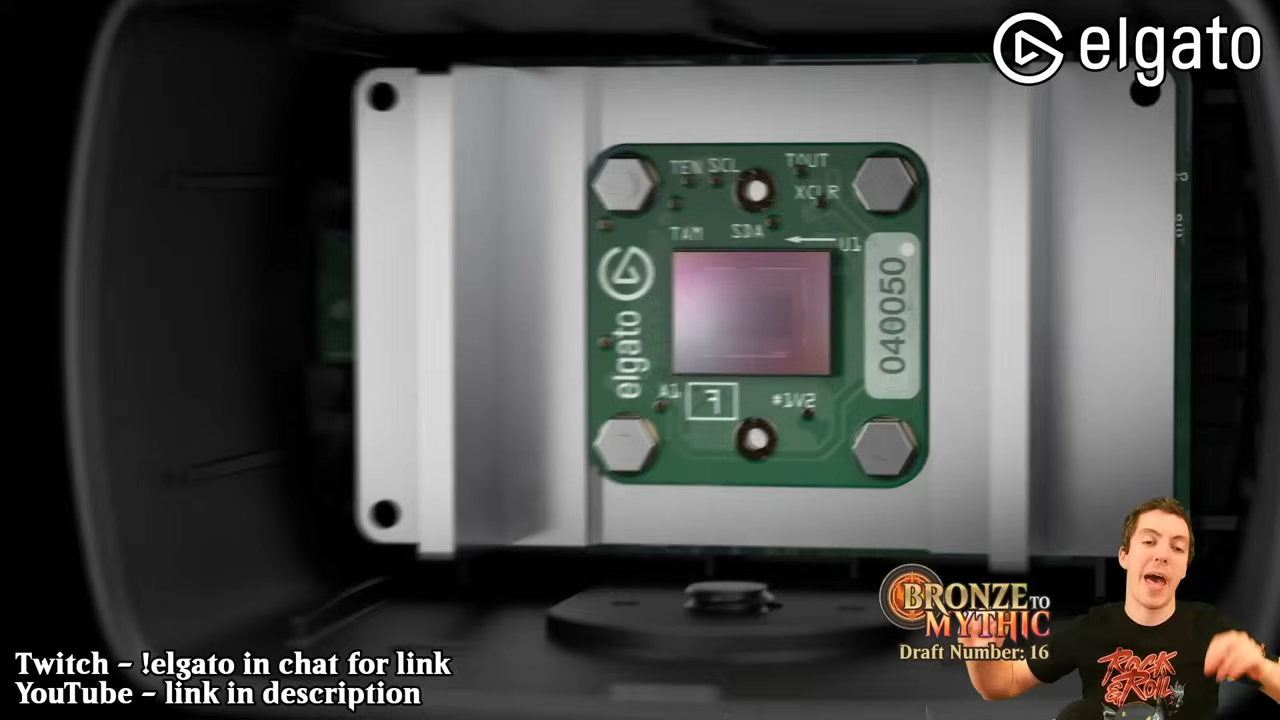 elgato
TEN SCL
TOUT
XCLR
TAM
SDA
U1
elgato
040050
A1
F
#1V2
BRONZE TO
MYTHIC
Draft Number: 16
ROCK
& ROLL
Twitch – !elgato in chat for link
YouTube – link in description